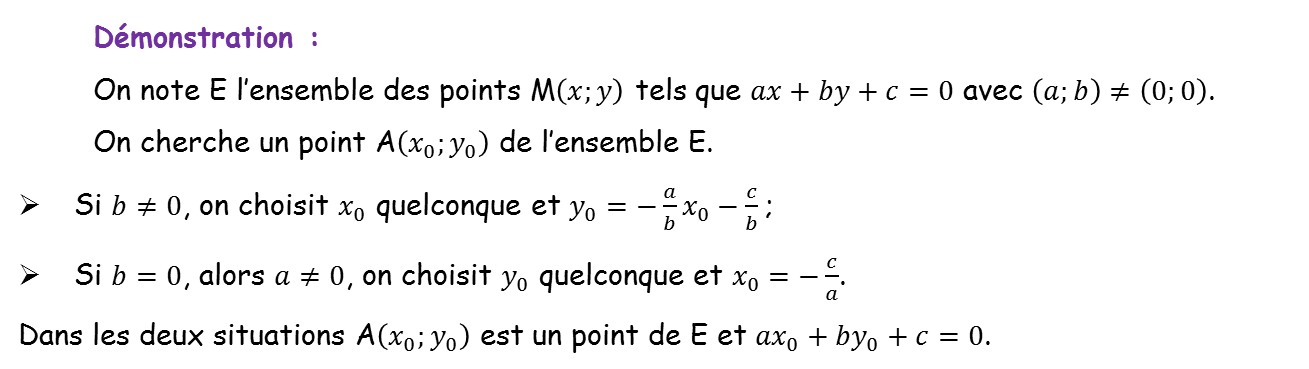 Démonstration :
On note E l'ensemble des points M(x; y) tels que ax + by + c = 0 avec (a; b) ≠ (0; 0).
On cherche un point A(x₀; y₀) de l'ensemble E.
➢ Si b ≠ 0, on choisit x₀ quelconque et y₀ = −a/b x₀ − c/b ;
➢ Si b = 0, alors a ≠ 0, on choisit y₀ quelconque et x₀ = −c/a.
Dans les deux situations A(x₀; y₀) est un point de E et ax₀ + by₀ + c = 0.